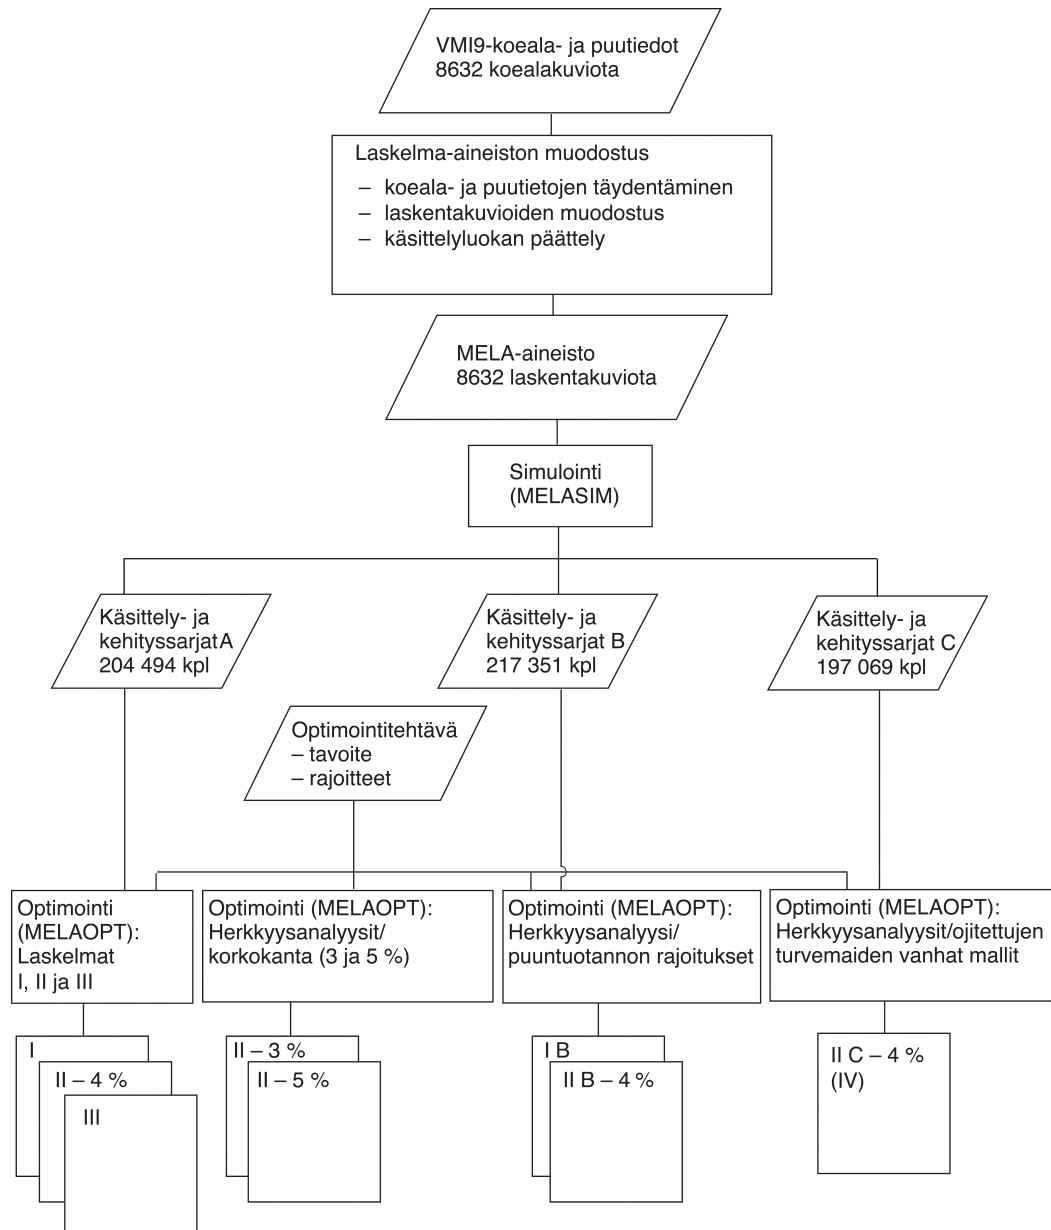 VMI9-koeala- ja puutiedot
8632 koealakuviota
Laskelma-aineiston muodostus
– koeala- ja puutietojen täydentäminen
– laskentakuvioiden muodostus
– käsittelyluokan päättely
MELA-aineisto
8632 laskentakuviota
Simulointi
(MELASIM)
Käsittely- ja
kehityssarjat A
204 494 kpl
Käsittely- ja
kehityssarjat B
217 351 kpl
Käsittely- ja
kehityssarjat C
197 069 kpl
Optimointitehtävä
– tavoite
– rajoitteet
Optimointi
(MELAOPT):
Laskelmat
I, II ja III
Optimointi (MELAOPT):
Herkkyysanalyysit/
korkokanta (3 ja 5 %)
Optimointi (MELAOPT):
Herkkyysanalyysi/
puuntuotannon rajoitukset
Optimointi (MELAOPT):
Herkkyysanalyysit/ojitettujen
turvemaiden vanhat mallit
I
II – 4 %
III
II – 3 %
II – 5 %
I B
II B – 4 %
II C – 4 %
(IV)